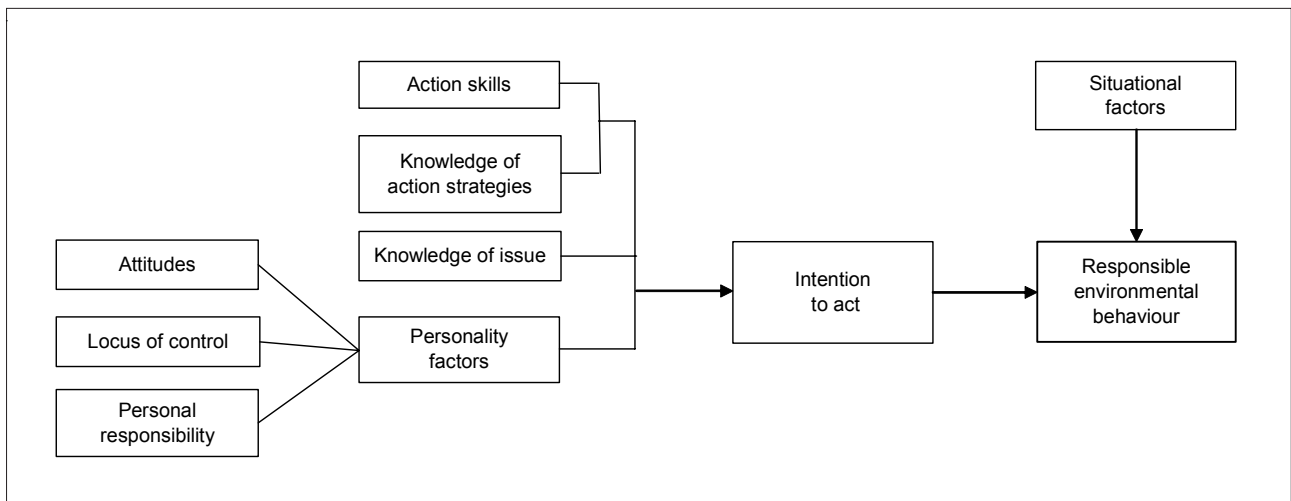 Action skills
Situational
factors
Knowledge of
action strategies
Attitudes
Knowledge of issue
Intention
to act
Responsible
environmental
behaviour
Locus of control
Personality
factors
Personal
responsibility